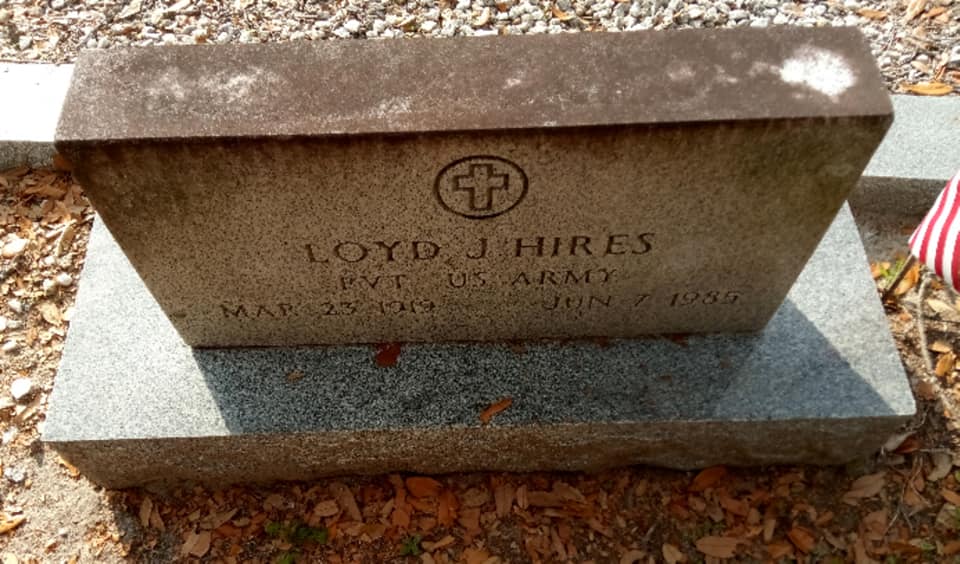 LOYD J HIRES
PVT US ARMY
MAR 23 1919 JUN 7 1985